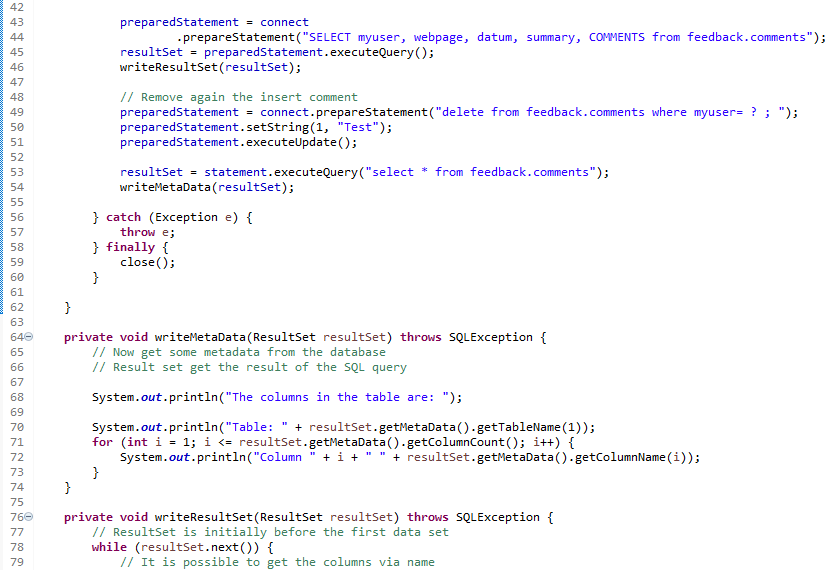 42
43 preparedStatement = connect
44 .prepareStatement("SELECT myuser, webpage, datum, summary, COMMENTS from feedback.comments");
45 resultSet = preparedStatement.executeQuery();
46 writeResultSet(resultSet);
47
48 // Remove again the insert comment
49 preparedStatement = connect.prepareStatement("delete from feedback.comments where myuser= ? ; ");
50 preparedStatement.setString(1, "Test");
51 preparedStatement.executeUpdate();
52
53 resultSet = statement.executeQuery("select * from feedback.comments");
54 writeMetaData(resultSet);
55
56 } catch (Exception e) {
57 throw e;
58 } finally {
59 close();
60 }
61
62 }
63
64 private void writeMetaData(ResultSet resultSet) throws SQLException {
65 // Now get some metadata from the database
66 // Result set get the result of the SQL query
67
68 System.out.println("The columns in the table are: ");
69
70 System.out.println("Table: " + resultSet.getMetaData().getTableName(1));
71 for (int i = 1; i <= resultSet.getMetaData().getColumnCount(); i++) {
72 System.out.println("Column " + i + " " + resultSet.getMetaData().getColumnName(i));
73 }
74 }
75
76 private void writeResultSet(ResultSet resultSet) throws SQLException {
77 // ResultSet is initially before the first data set
78 while (resultSet.next()) {
79 // It is possible to get the columns via name